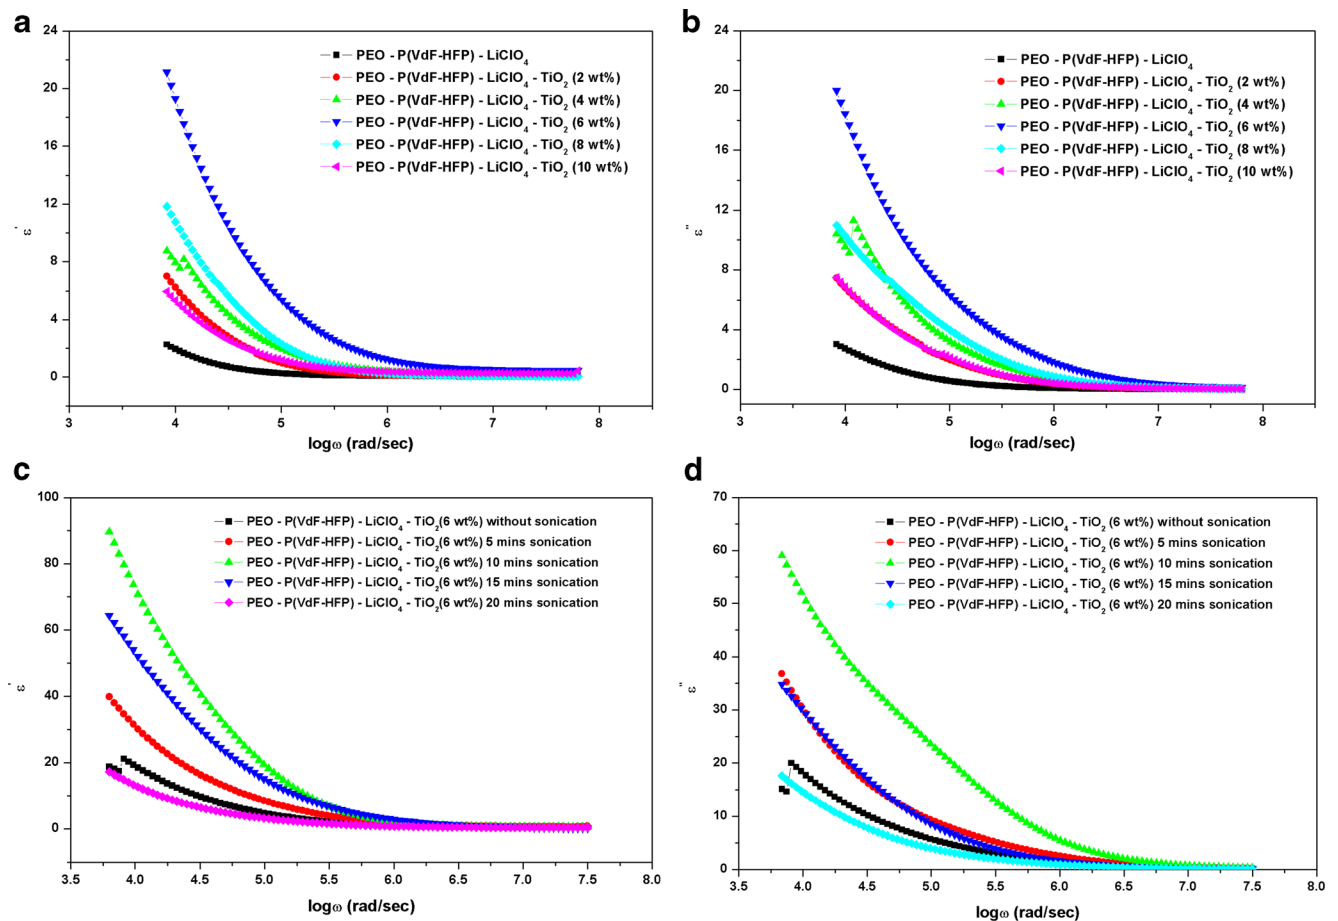 a
24
20
16
12
8
4
0
ε'
PEO - P(VdF-HFP) - LiClO₄
PEO - P(VdF-HFP) - LiClO₄ - TiO₂ (2 wt%)
PEO - P(VdF-HFP) - LiClO₄ - TiO₂ (4 wt%)
PEO - P(VdF-HFP) - LiClO₄ - TiO₂ (6 wt%)
PEO - P(VdF-HFP) - LiClO₄ - TiO₂ (8 wt%)
PEO - P(VdF-HFP) - LiClO₄ - TiO₂ (10 wt%)
3 4 5 6 7 8
logω (rad/sec)
b
24
20
16
12
8
4
0
ε"
PEO - P(VdF-HFP) - LiClO₄
PEO - P(VdF-HFP) - LiClO₄ - TiO₂ (2 wt%)
PEO - P(VdF-HFP) - LiClO₄ - TiO₂ (4 wt%)
PEO - P(VdF-HFP) - LiClO₄ - TiO₂ (6 wt%)
PEO - P(VdF-HFP) - LiClO₄ - TiO₂ (8 wt%)
PEO - P(VdF-HFP) - LiClO₄ - TiO₂ (10 wt%)
3 4 5 6 7 8
logω (rad/sec)
c
100
80
60
40
20
0
ε'
PEO - P(VdF-HFP) - LiClO₄ - TiO₂(6 wt%) without sonication
PEO - P(VdF-HFP) - LiClO₄ - TiO₂(6 wt%) 5 mins sonication
PEO - P(VdF-HFP) - LiClO₄ - TiO₂(6 wt%) 10 mins sonication
PEO - P(VdF-HFP) - LiClO₄ - TiO₂(6 wt%) 15 mins sonication
PEO - P(VdF-HFP) - LiClO₄ - TiO₂(6 wt%) 20 mins sonication
3.5 4.0 4.5 5.0 5.5 6.0 6.5 7.0 7.5 8.0
logω (rad/sec)
d
70
60
50
40
30
20
10
0
ε"
PEO - P(VdF-HFP) - LiClO₄ - TiO₂ (6 wt%) without sonication
PEO - P(VdF-HFP) - LiClO₄ - TiO₂ (6 wt%) 5 mins sonication
PEO - P(VdF-HFP) - LiClO₄ - TiO₂ (6 wt%) 10 mins sonication
PEO - P(VdF-HFP) - LiClO₄ - TiO₂ (6 wt%) 15 mins sonication
PEO - P(VdF-HFP) - LiClO₄ - TiO₂ (6 wt%) 20 mins sonication
3.5 4.0 4.5 5.0 5.5 6.0 6.5 7.0 7.5 8.0
logω (rad/sec)